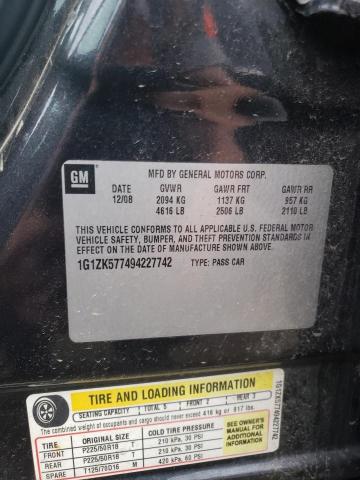 GM
MFD BY GENERAL MOTORS CORP.
DATE GVWR GAWR FRT GAWR RR
12/08 2094 KG 1137 KG 957 KG
4616 LB 2506 LB 2110 LB
THIS VEHICLE CONFORMS TO ALL APPLICABLE U.S. FEDERAL MOTOR
VEHICLE SAFETY, BUMPER, AND THEFT PREVENTION STANDARDS
IN EFFECT ON THE DATE OF MANUFACTURE SHOWN ABOVE.
1G1ZK577494227742 TYPE: PASS CAR
TIRE AND LOADING INFORMATION
SEATING CAPACITY TOTAL 5 FRONT 2 REAR 3
The combined weight of occupants and cargo should never exceed 416 kg or 917 lbs.
TIRE ORIGINAL SIZE COLD TIRE PRESSURE
FRONT P225/50R18 T 210 kPa, 30 PSI
REAR P225/50R18 T 210 kPa, 30 PSI
SPARE T125/70D16 M 420 kPa, 60 PSI
SEE OWNER'S
MANUAL FOR
ADDITIONAL
INFORMATION
1G1ZK577494227742